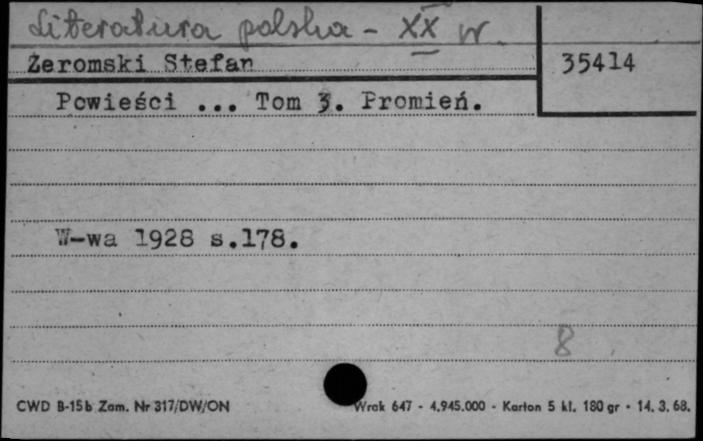 Literatura polska - XX w.
Żeromski Stefan
35414
Powieści ... Tom 3. Promień.
W-wa 1928 s.178.
8
CWD B-15b Zam. Nr 317/DW/ON
Wrak 647 - 4.945.000 - Karton 5 kl. 180 gr - 14. 3. 68.